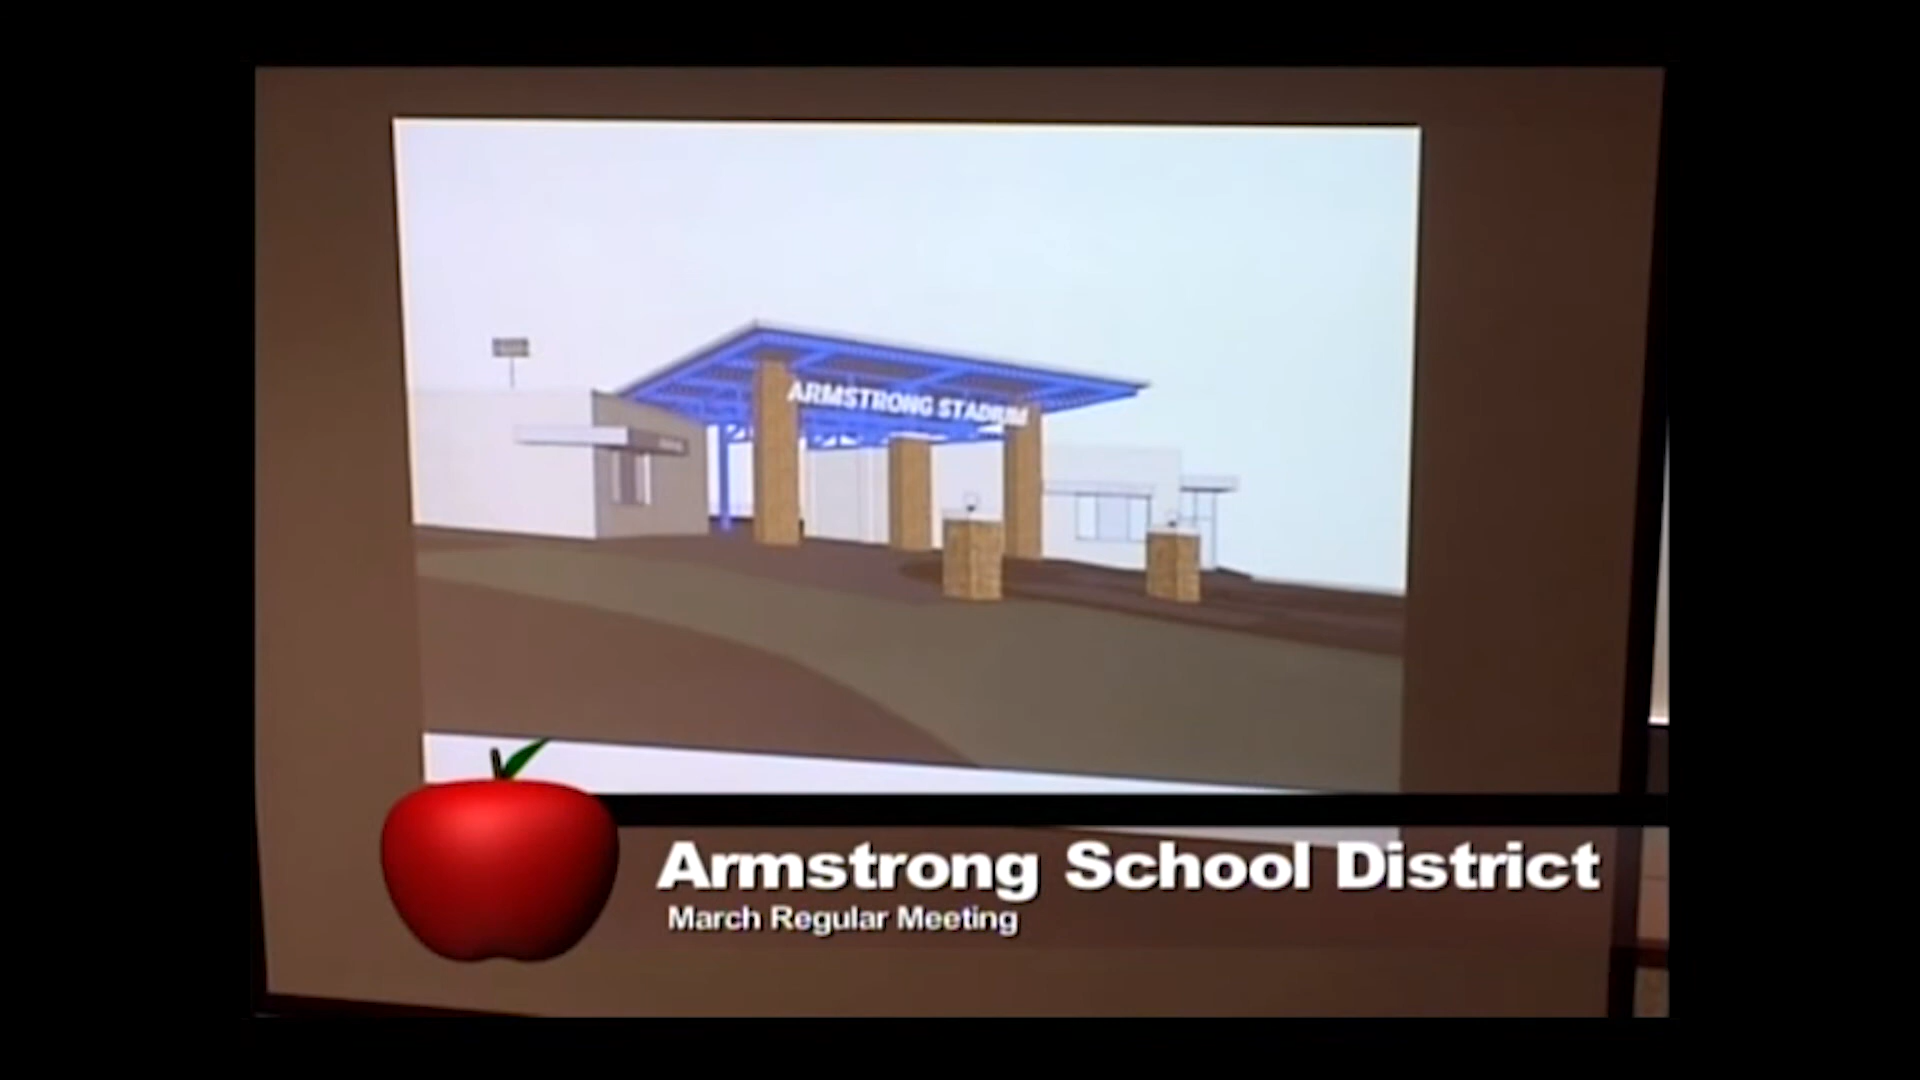 ARMSTRONG STADIUM
Armstrong School District
March Regular Meeting